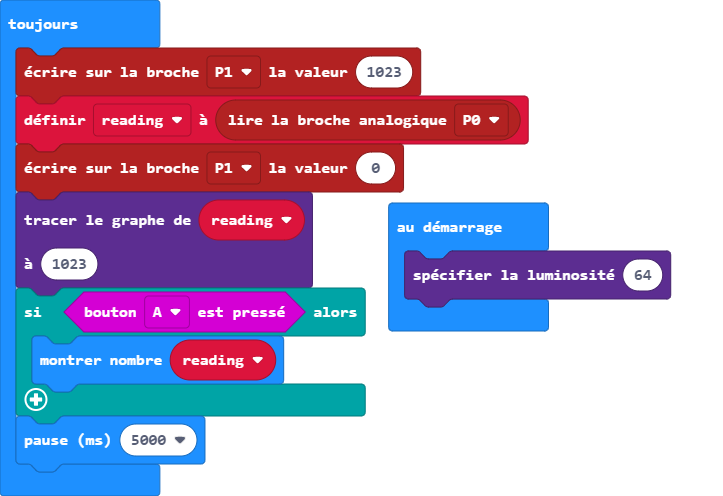 toujours
écrire sur la broche P1 la valeur 1023
définir reading à lire la broche analogique P0
écrire sur la broche P1 la valeur 0
tracer le graphe de reading
à 1023
si bouton A est pressé alors
montrer nombre reading
pause (ms) 5000
au démarrage
spécifier la luminosité 64